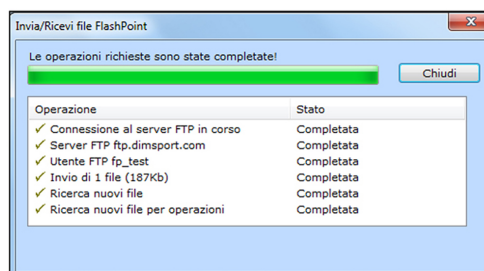 Invia/Ricevi file FlashPoint
Le operazioni richieste sono state completate!
Chiudi
Operazione Stato
Connessione al server FTP in corso Completata
Server FTP ftp.dimsport.com Completata
Utente FTP fp_test Completata
Invio di 1 file (187Kb) Completata
Ricerca nuovi file Completata
Ricerca nuovi file per operazioni Completata